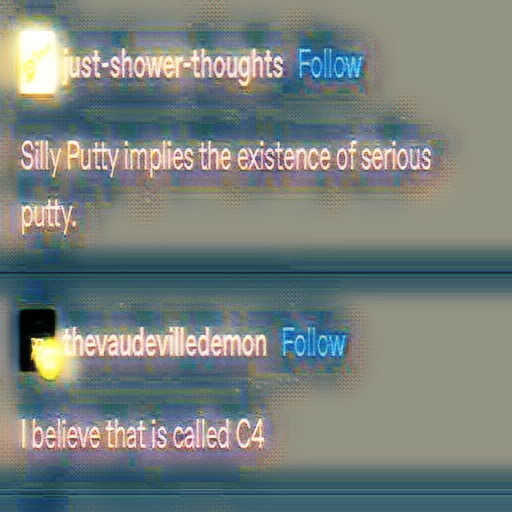 just-shower-thoughts Follow
Silly Putty implies the existence of serious
putty.
thevaudevilledemon Follow
I believe that is called C4